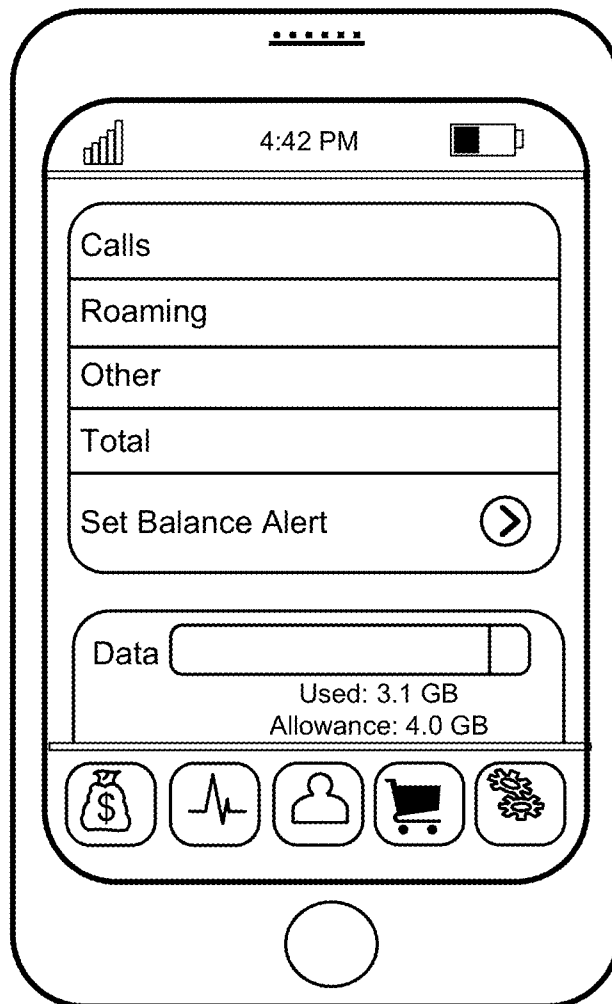 4:42 PM
Calls
Roaming
Other
Total
Set Balance Alert
Data
Used: 3.1 GB
Allowance: 4.0 GB
$